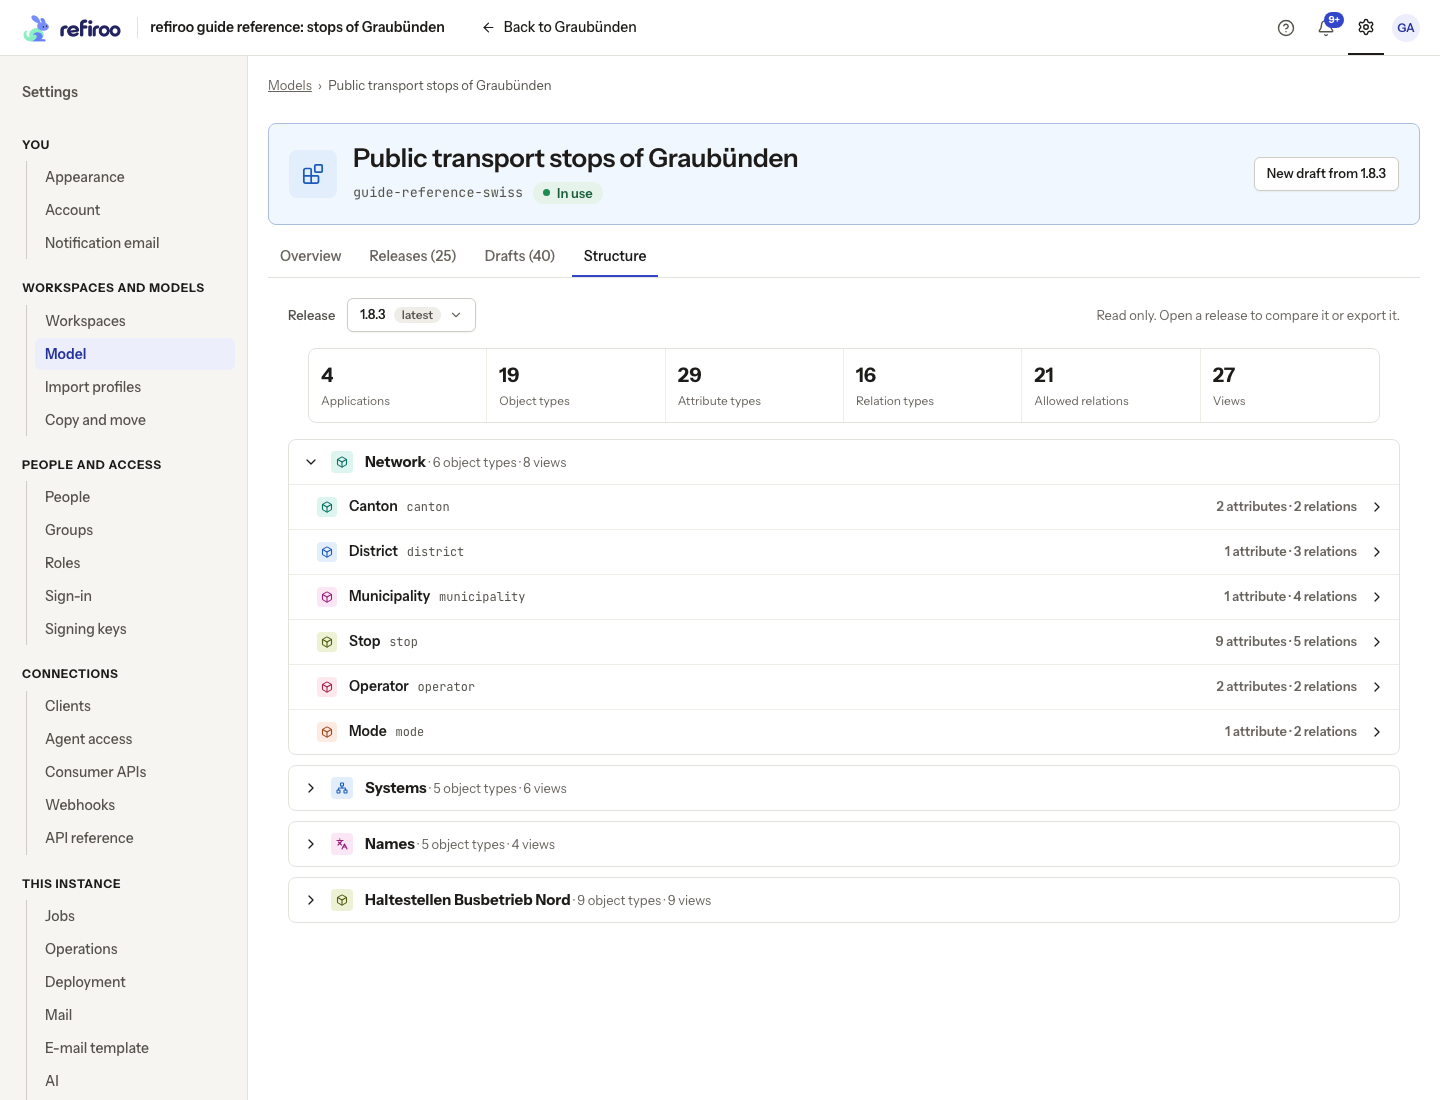 refiroo
refiroo guide reference: stops of Graubünden
← Back to Graubünden
9+
GA
Settings
YOU
Appearance
Account
Notification email
WORKSPACES AND MODELS
Workspaces
Model
Import profiles
Copy and move
PEOPLE AND ACCESS
People
Groups
Roles
Sign-in
Signing keys
CONNECTIONS
Clients
Agent access
Consumer APIs
Webhooks
API reference
THIS INSTANCE
Jobs
Operations
Deployment
Mail
E-mail template
AI
Models › Public transport stops of Graubünden
Public transport stops of Graubünden
guide-reference-swiss In use
New draft from 1.8.3
Overview Releases (25) Drafts (40) Structure
Release 1.8.3 latest
Read only. Open a release to compare it or export it.
4 19 29 16 21 27
Applications Object types Attribute types Relation types Allowed relations Views
Network · 6 object types · 8 views
Canton canton 2 attributes · 2 relations
District district 1 attribute · 3 relations
Municipality municipality 1 attribute · 4 relations
Stop stop 9 attributes · 5 relations
Operator operator 2 attributes · 2 relations
Mode mode 1 attribute · 2 relations
Systems · 5 object types · 6 views
Names · 5 object types · 4 views
Haltestellen Busbetrieb Nord · 9 object types · 9 views